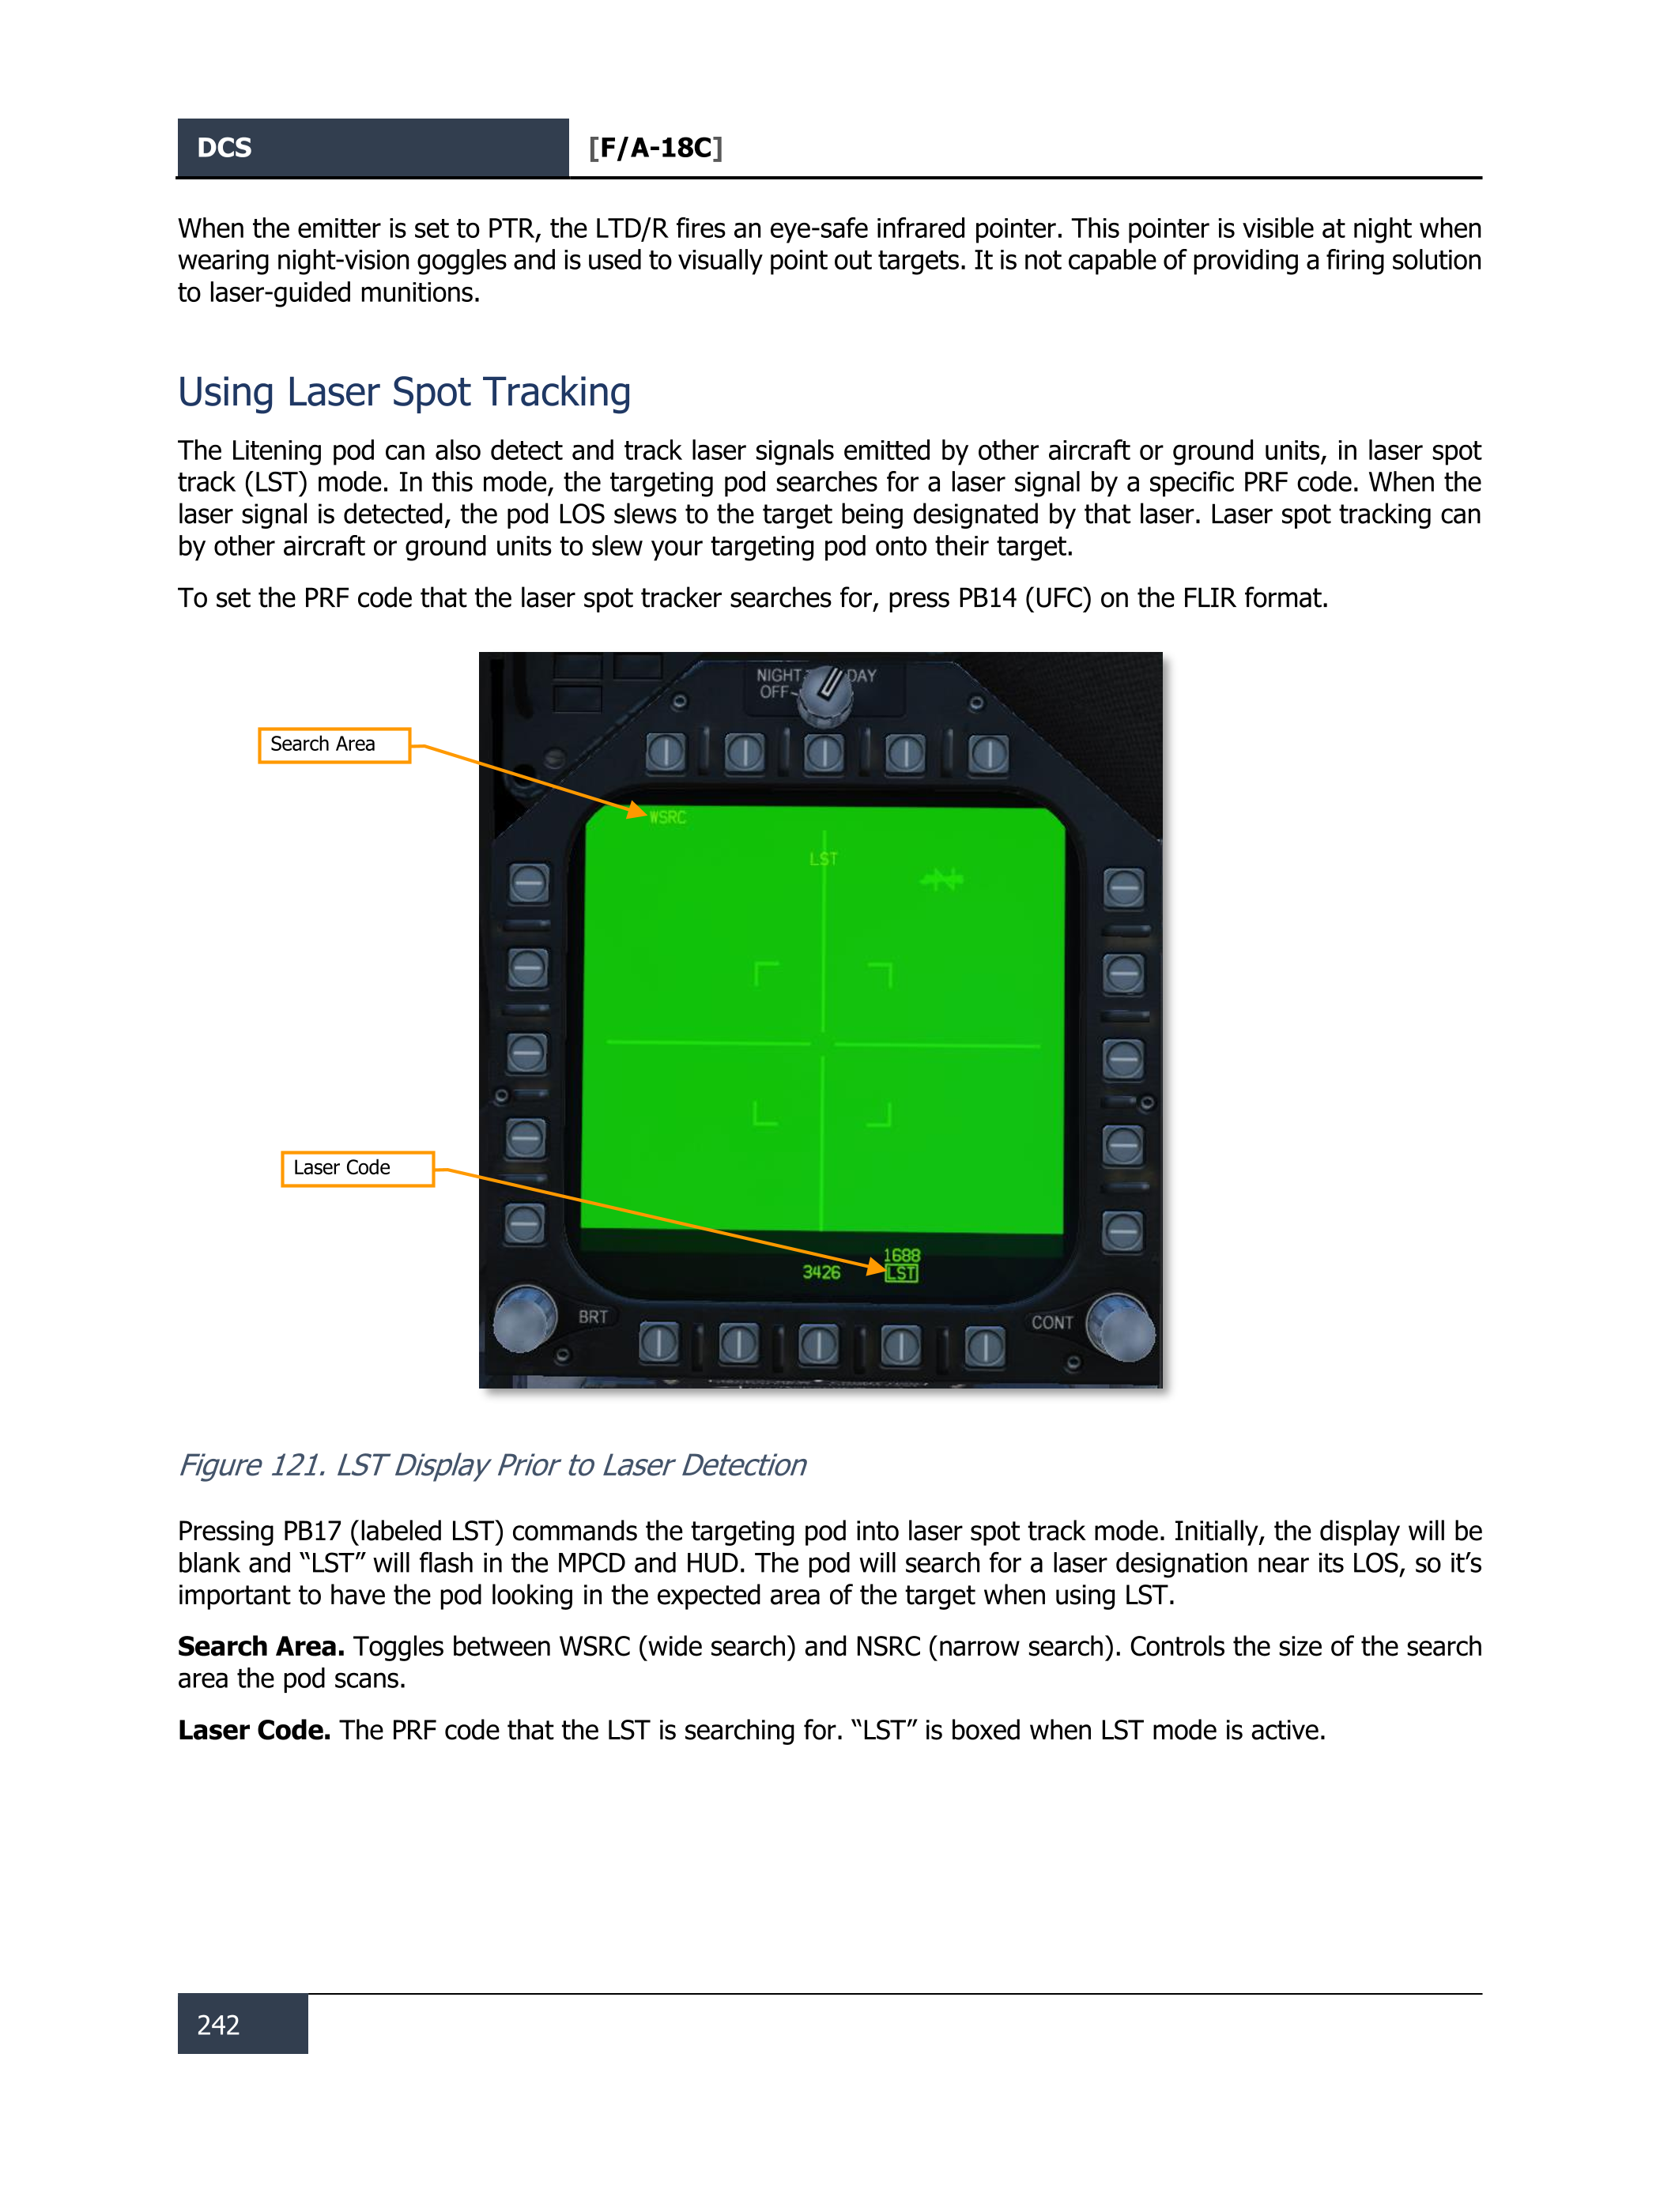 DCS
[F/A-18C]
When the emitter is set to PTR, the LTD/R fires an eye-safe infrared pointer. This pointer is visible at night when
wearing night-vision goggles and is used to visually point out targets. It is not capable of providing a firing solution
to laser-guided munitions.
Using Laser Spot Tracking
The Litening pod can also detect and track laser signals emitted by other aircraft or ground units, in laser spot
track (LST) mode. In this mode, the targeting pod searches for a laser signal by a specific PRF code. When the
laser signal is detected, the pod LOS slews to the target being designated by that laser. Laser spot tracking can
by other aircraft or ground units to slew your targeting pod onto their target.
To set the PRF code that the laser spot tracker searches for, press PB14 (UFC) on the FLIR format.
NIGHT DAY
OFF
Search Area
WSRC
LST
Laser Code
1688
3426 LST
BRT
CONT
Figure 121. LST Display Prior to Laser Detection
Pressing PB17 (labeled LST) commands the targeting pod into laser spot track mode. Initially, the display will be
blank and “LST” will flash in the MPCD and HUD. The pod will search for a laser designation near its LOS, so it’s
important to have the pod looking in the expected area of the target when using LST.
Search Area. Toggles between WSRC (wide search) and NSRC (narrow search). Controls the size of the search
area the pod scans.
Laser Code. The PRF code that the LST is searching for. “LST” is boxed when LST mode is active.
242